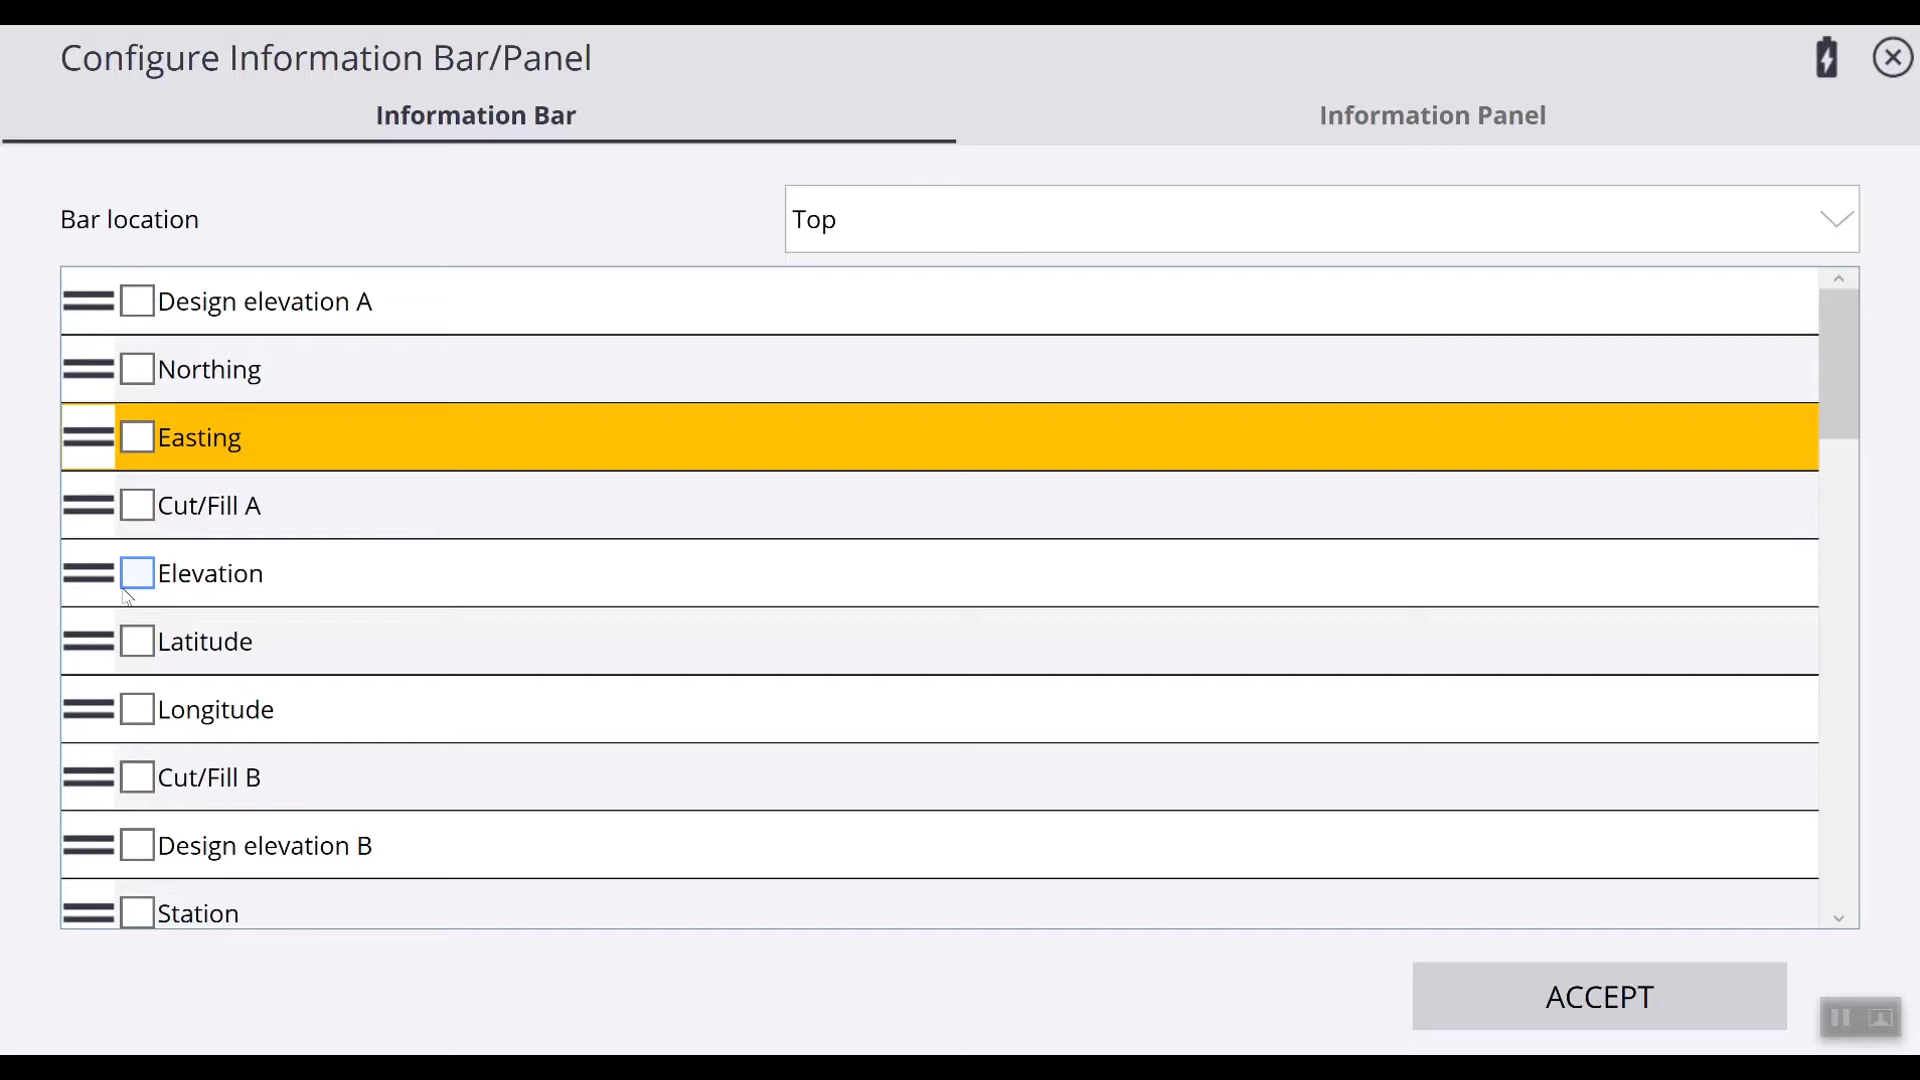 Configure Information Bar/Panel
Information Bar
Information Panel
Bar location
Top
Design elevation A
Northing
Easting
Cut/Fill A
Elevation
Latitude
Longitude
Cut/Fill B
Design elevation B
Station
ACCEPT